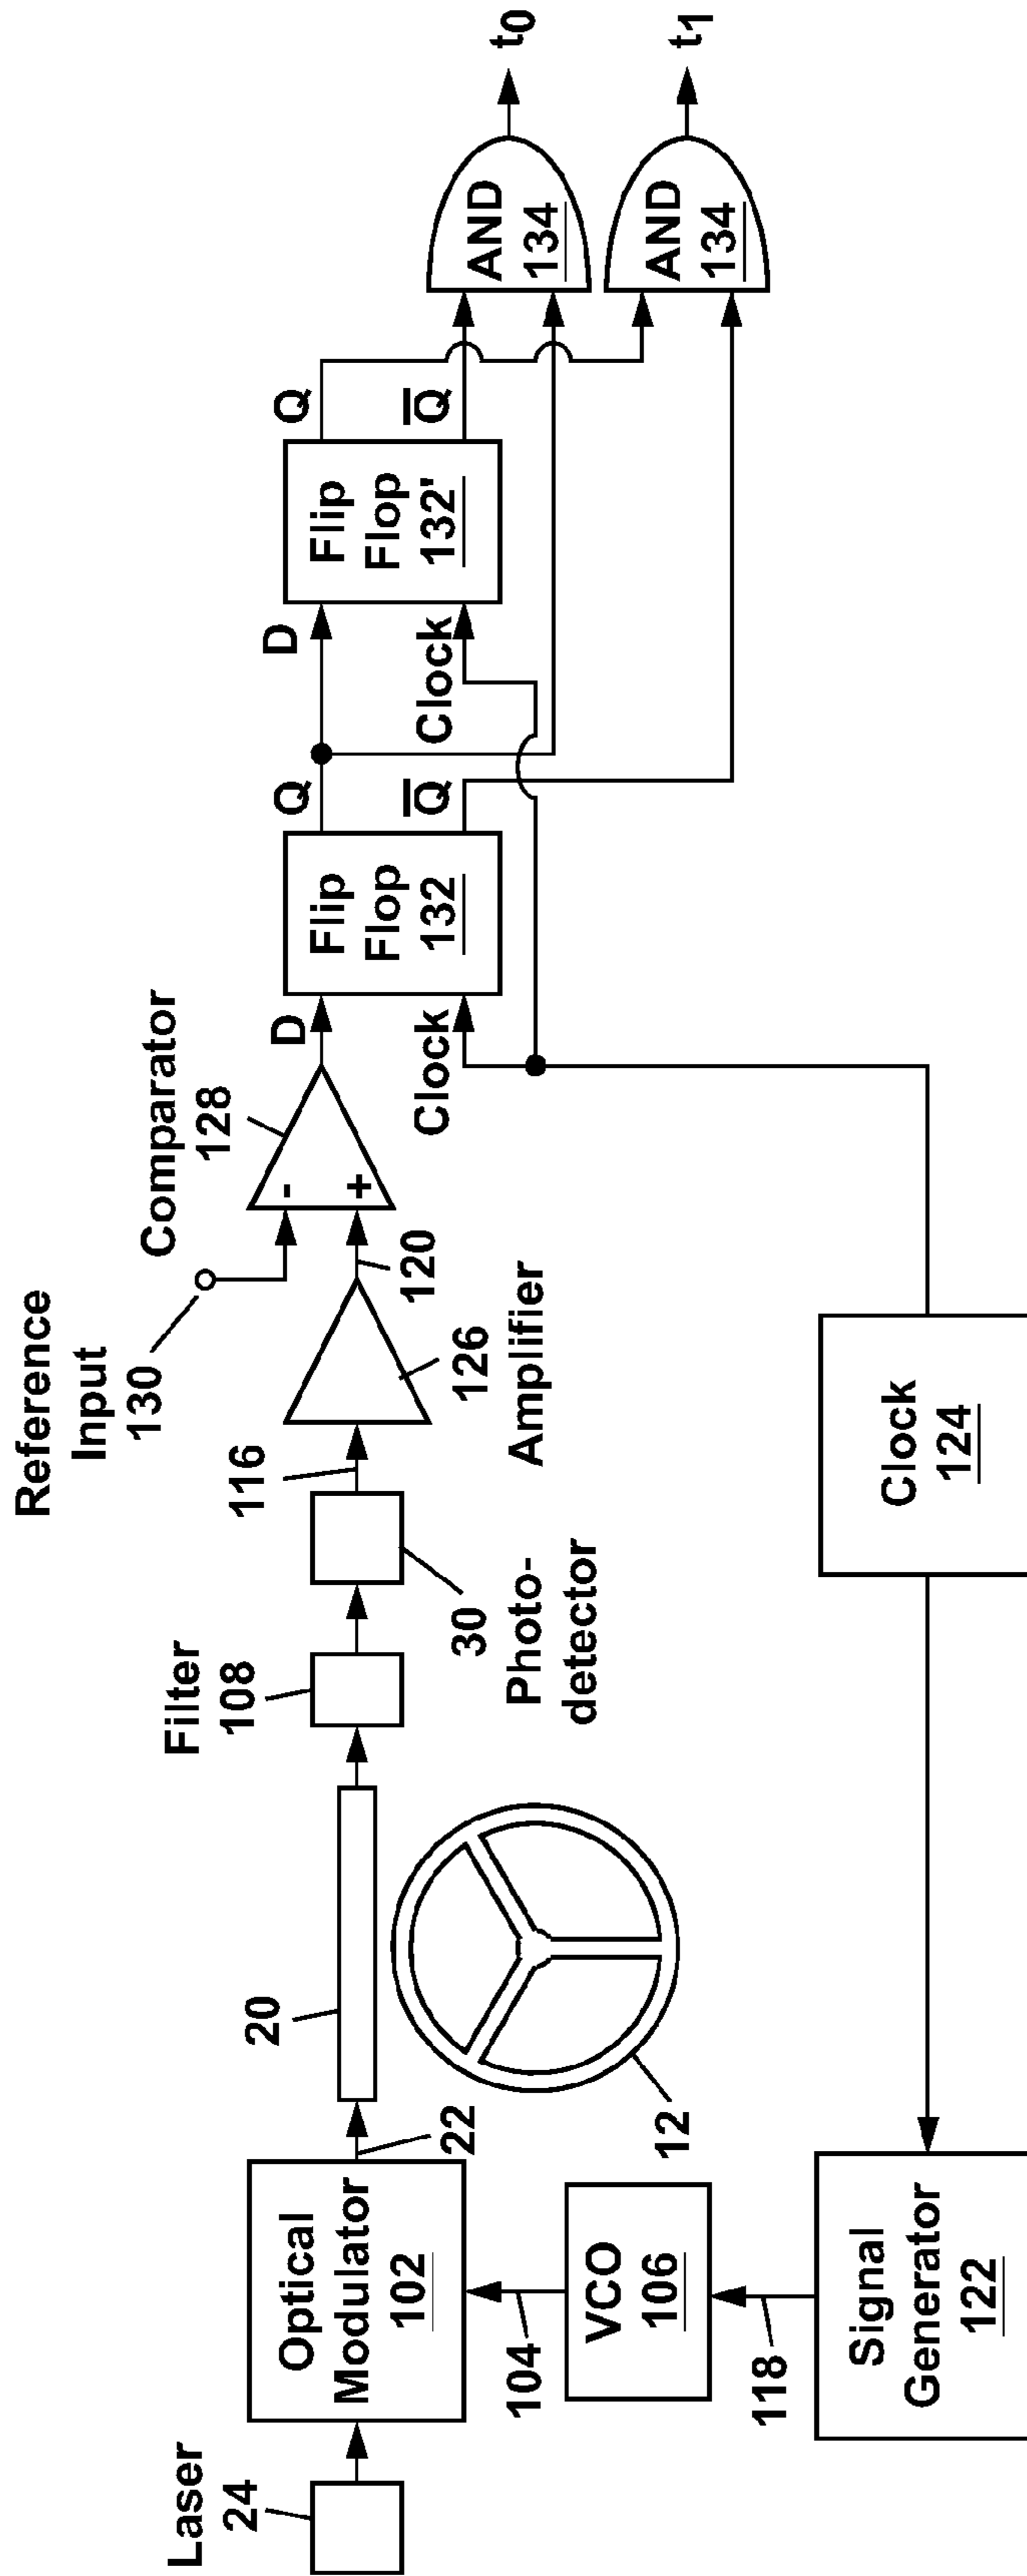 Laser
24
Optical
Modulator
102
22
104
VCO
106
118
Signal
Generator
122
20
12
Filter
108
30
Photo-
detector
116
Reference
Input
130
126
Amplifier
120
Comparator
128
-
+
Clock
124
D
Clock
Flip
Flop
132
Q
Q̅
D
Clock
Flip
Flop
132'
Q
Q̅
AND
134
t₀
AND
134
t₁